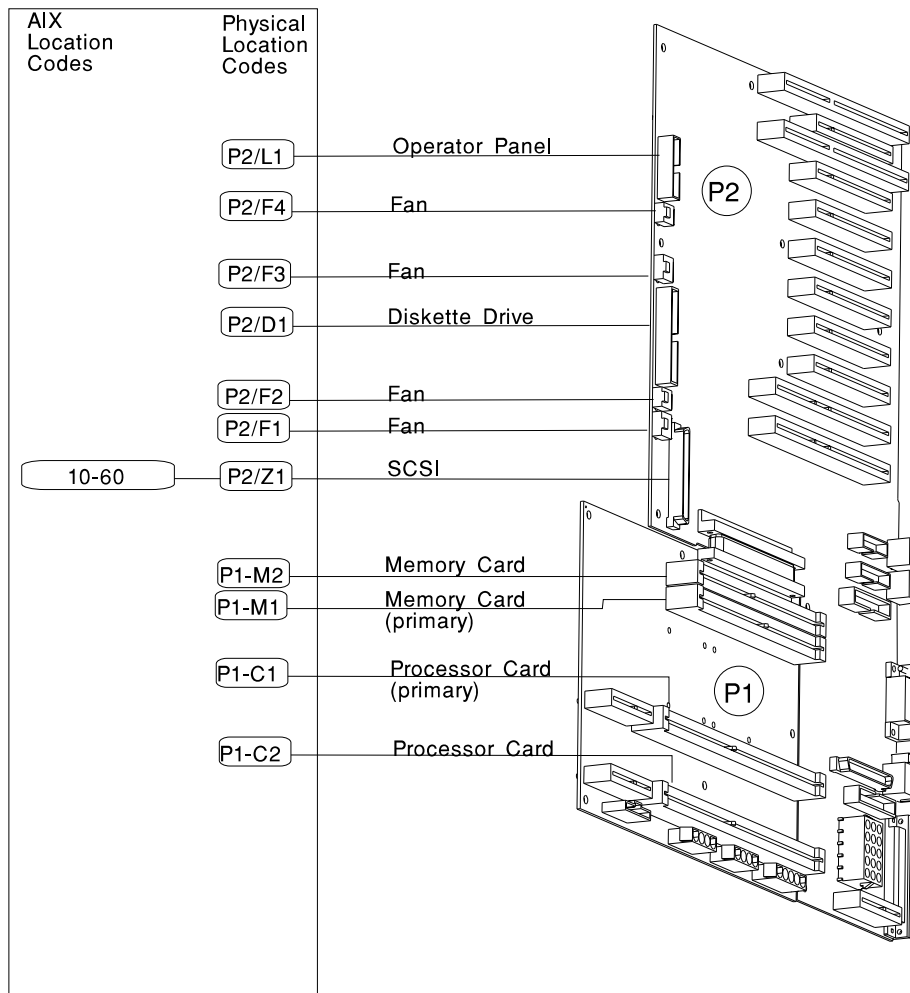 AIX
Location
Codes
Physical
Location
Codes
P2/L1 Operator Panel
P2/F4 Fan
P2/F3 Fan
P2/D1 Diskette Drive
P2/F2 Fan
P2/F1 Fan
10-60 P2/Z1 SCSI
P1-M2 Memory Card
P1-M1 Memory Card
(primary)
P1-C1 Processor Card
(primary)
P1-C2 Processor Card
P2
P1